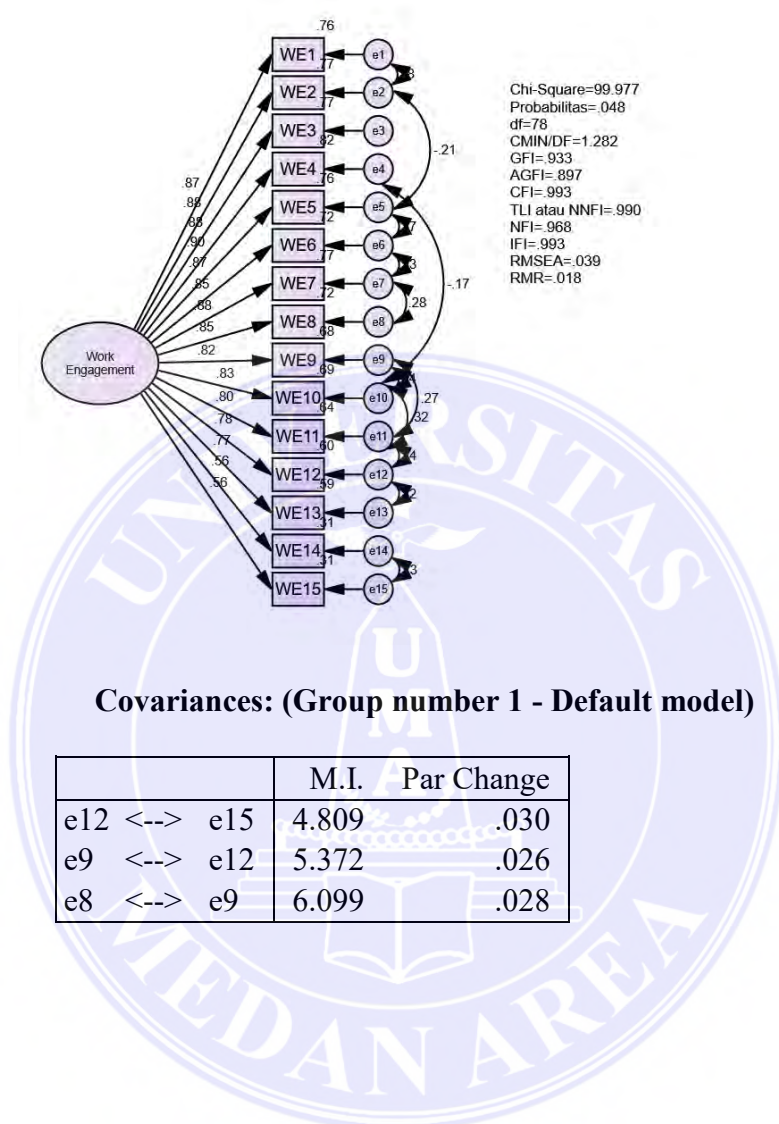 .76
WE1
e1
.77
WE2
e2
.77
WE3
e3
.82
WE4
e4
.76
WE5
e5
.72
WE6
e6
.77
WE7
e7
.72
WE8
e8
.68
WE9
e9
.69
WE10
e10
.64
WE11
e11
.60
WE12
e12
.59
WE13
e13
.31
WE14
e14
.31
WE15
e15
.87
.88
.88
.90
.87
.85
.88
.85
.82
.83
.80
.78
.77
.56
.56
Work
Engagement
-.21
-.17
.28
.27
.32
Chi-Square=99.977
Probabilitas=.048
df=78
CMIN/DF=1.282
GFI=.933
AGFI=.897
CFI=.993
TLI atau NNFI=.990
NFI=.968
IFI=.993
RMSEA=.039
RMR=.018
Covariances: (Group number 1 - Default model)
M.I. Par Change
e12 <--> e15 4.809 .030
e9 <--> e12 5.372 .026
e8 <--> e9 6.099 .028
UNIVERSITAS
UMA
MEDAN AREA